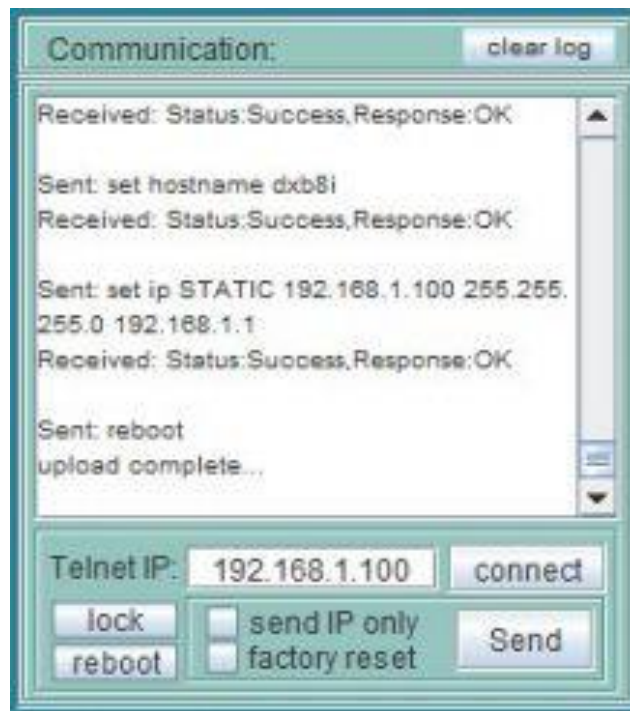 Communication:
clear log
Received: Status:Success,Response:OK
Sent: set hostname dxb8i
Received: Status:Success,Response:OK
Sent: set ip STATIC 192.168.1.100 255.255.
255.0 192.168.1.1
Received: Status:Success,Response:OK
Sent: reboot
upload complete...
Telnet IP:
192.168.1.100
connect
lock
send IP only
Send
reboot
factory reset